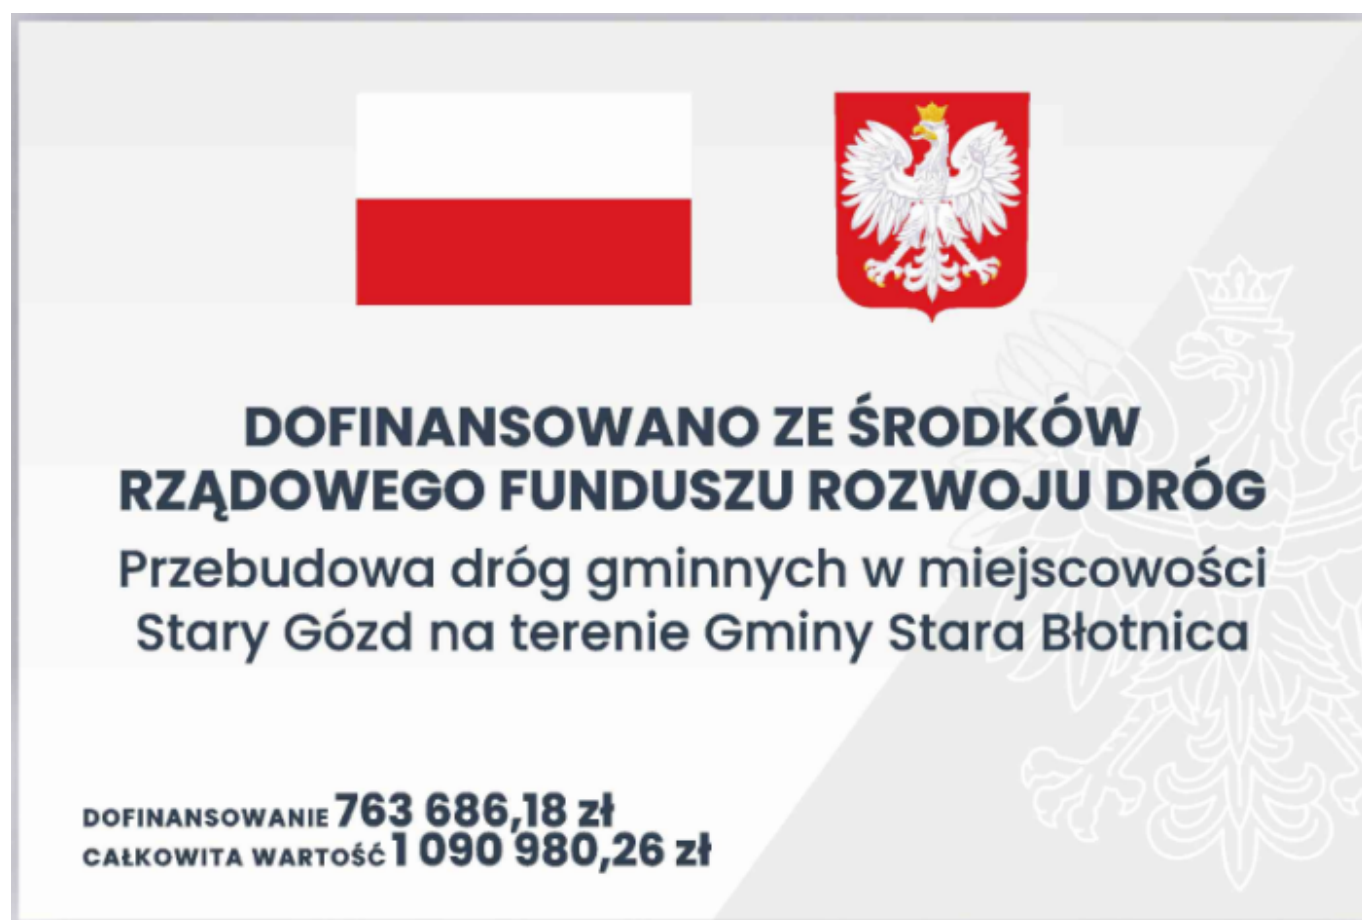 DOFINANSOWANO ZE ŚRODKÓW
RZĄDOWEGO FUNDUSZU ROZWOJU DRÓG
Przebudowa dróg gminnych w miejscowości
Stary Gózd na terenie Gminy Stara Błotnica
DOFINANSOWANIE 763 686,18 zł
CAŁKOWITA WARTOŚĆ 1 090 980,26 zł